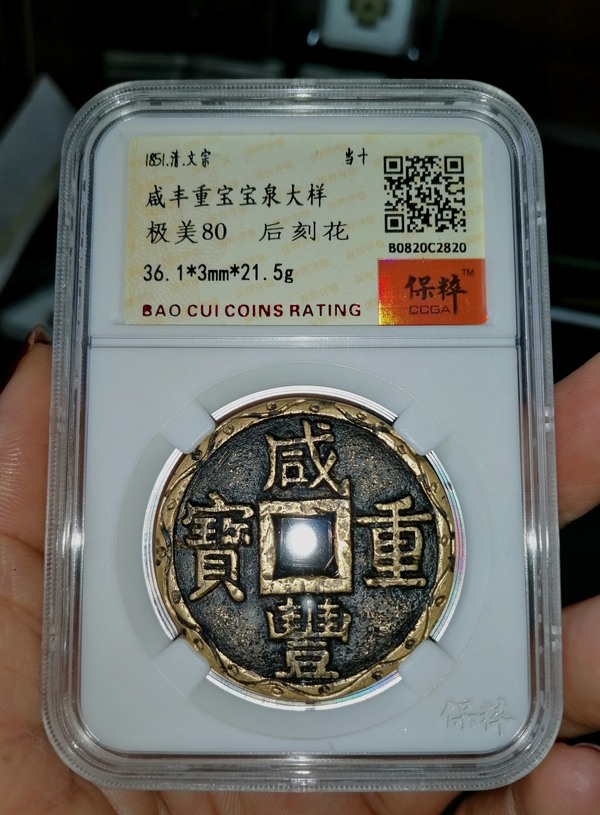 1851.清.文宗 当十
咸丰重宝宝泉大样
极美80 后刻花
B0820C2820
36.1*3mm*21.5g
保粹™
CCGA
BAO CUI COINS RATING
咸
寶 重
豐
保粹